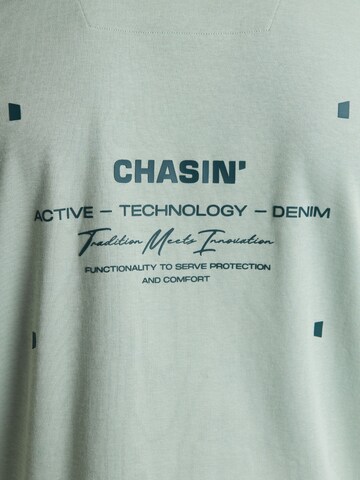 CHASIN'
ACTIVE – TECHNOLOGY – DENIM
Tradition Meets Innovation
FUNCTIONALITY TO SERVE PROTECTION
AND COMFORT